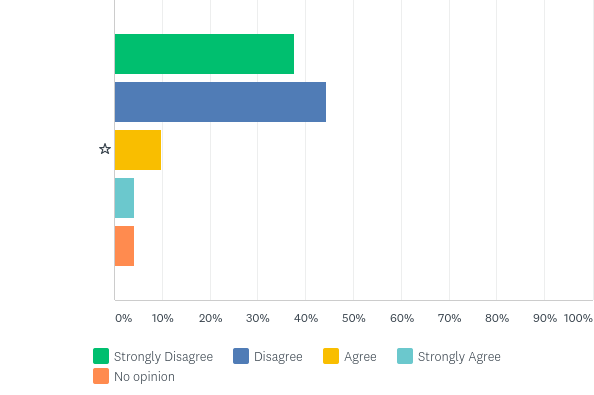 ☆
0% 10% 20% 30% 40% 50% 60% 70% 80% 90% 100%
Strongly Disagree Disagree Agree Strongly Agree
No opinion